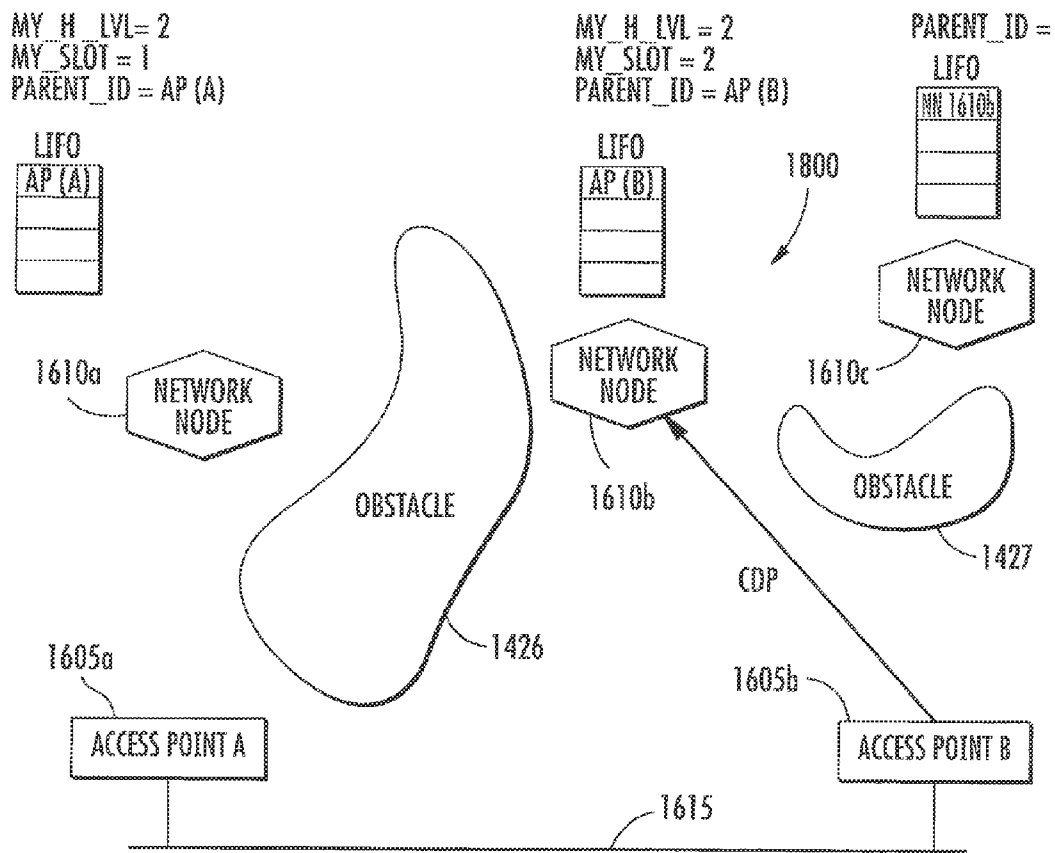 MY_H_LVL= 2
MY_SLOT = 1
PARENT_ID = AP (A)
LIFO
AP (A)
MY_H_LVL = 2
MY_SLOT = 2
PARENT_ID = AP (B)
LIFO
AP (B)
PARENT_ID =
LIFO
NN 1610b
1800
1610a
NETWORK
NODE
NETWORK
NODE
1610b
NETWORK
NODE
1610c
OBSTACLE
1426
OBSTACLE
1427
CDP
1605a
ACCESS POINT A
1605b
ACCESS POINT B
1615